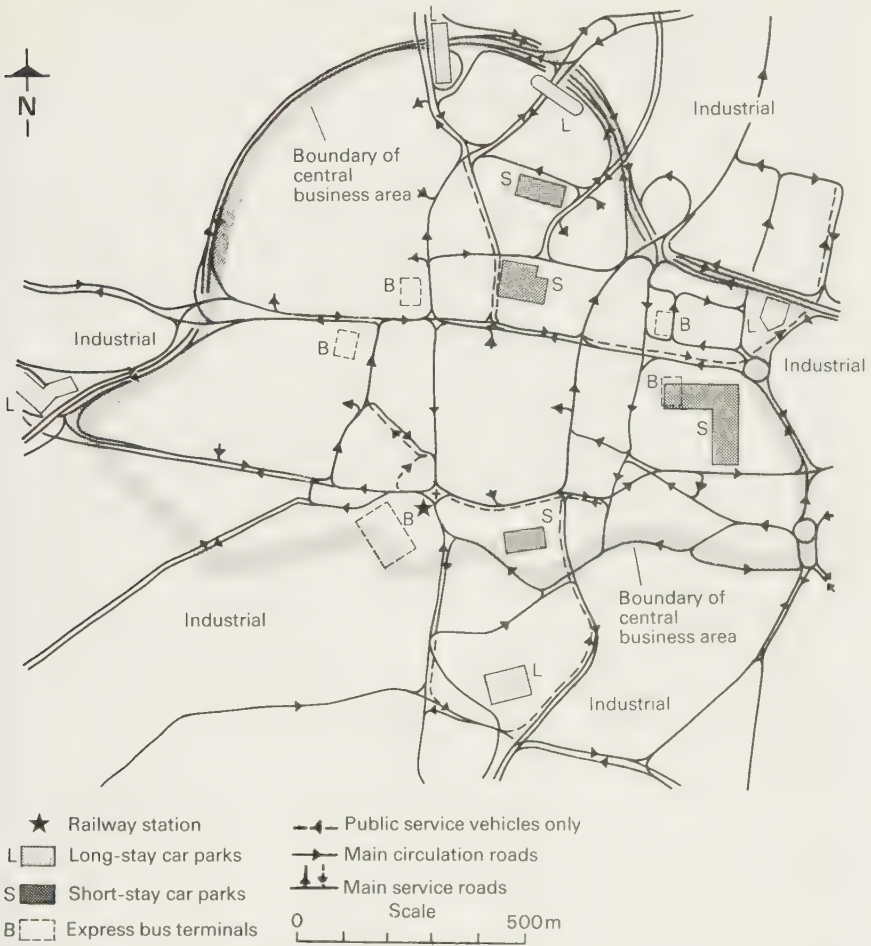 L
N
Industrial
L
Boundary of
central
business area
S
B
S
Industrial
B
B
L
Industrial
L
B
S
B
S
Boundary of
central
business area
Industrial
L
Industrial
Railway station
L Long-stay car parks
S Short-stay car parks
B Express bus terminals
Public service vehicles only
Main circulation roads
Main service roads
Scale
0 500m